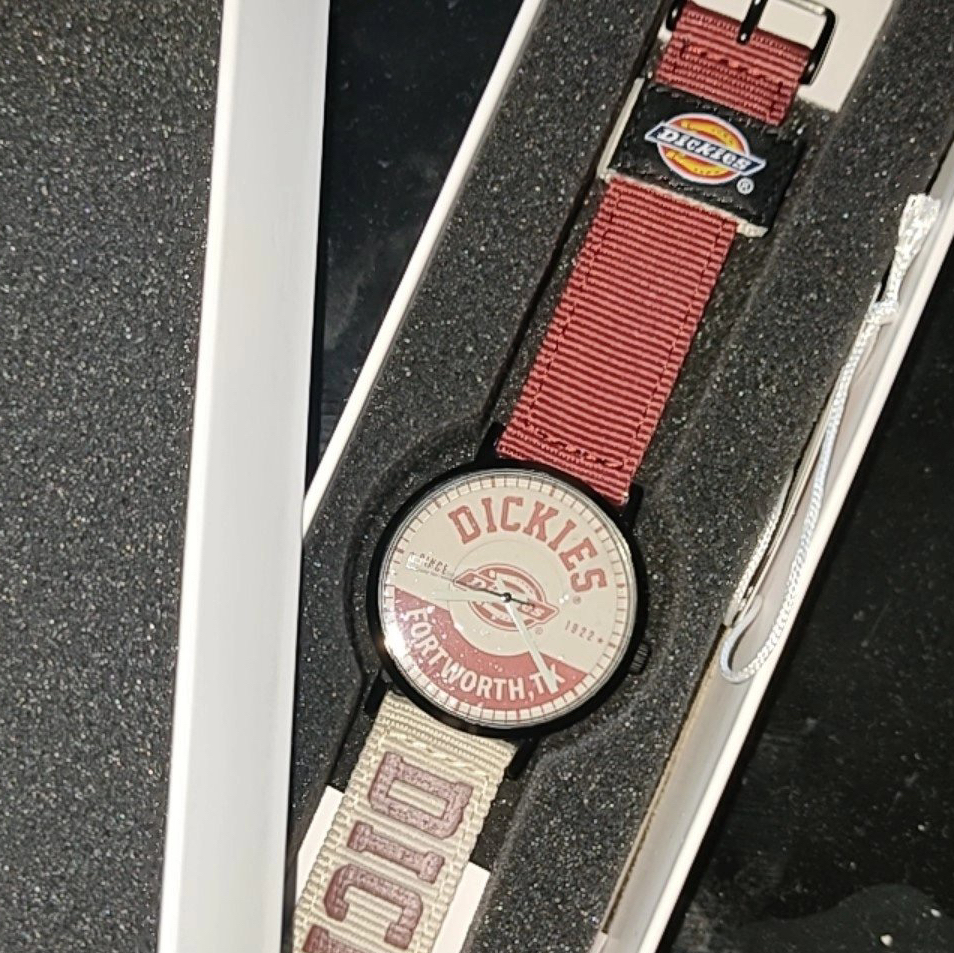 Dickies®
DICKIES®
SINCE
Dickies®
1922
FORT WORTH, TX
DIC